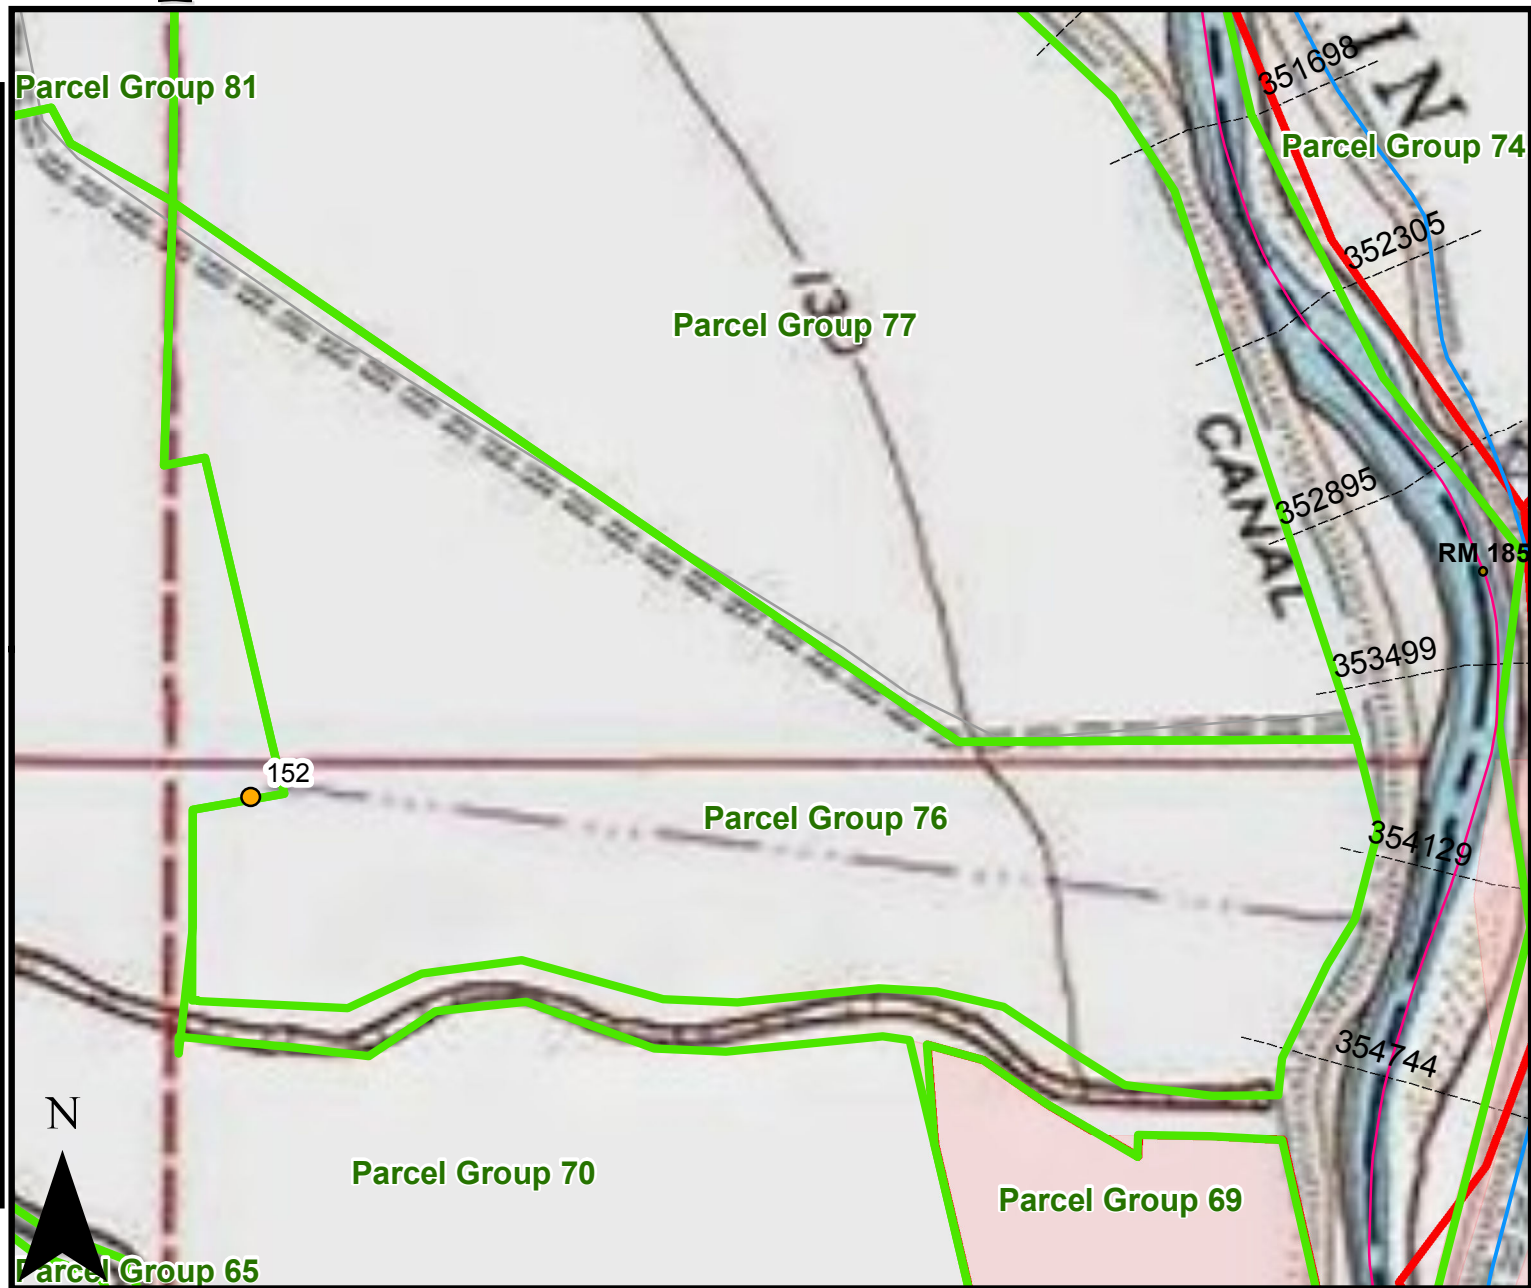 IN
351698
Parcel Group 81
Parcel Group 74
352305
130
Parcel Group 77
CANAL
352895
RM 185
353499
152
Parcel Group 76
354129
354744
N
Parcel Group 70
Parcel Group 69
Parcel Group 65